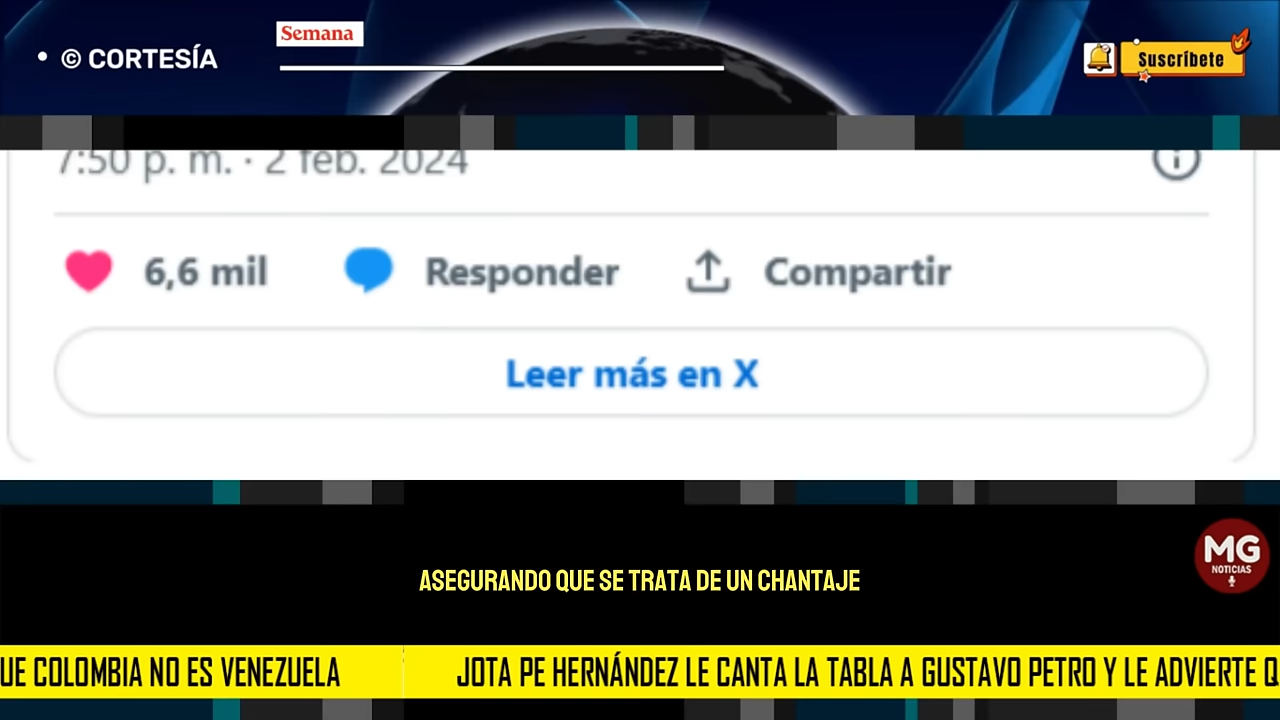 • © CORTESÍA
Semana
Suscríbete
7:50 p. m. · 2 feb. 2024
6,6 mil
Responder
Compartir
Leer más en X
MG
NOTICIAS
ASEGURANDO QUE SE TRATA DE UN CHANTAJE
UE COLOMBIA NO ES VENEZUELA
JOTA PE HERNÁNDEZ LE CANTA LA TABLA A GUSTAVO PETRO Y LE ADVIERTE Q